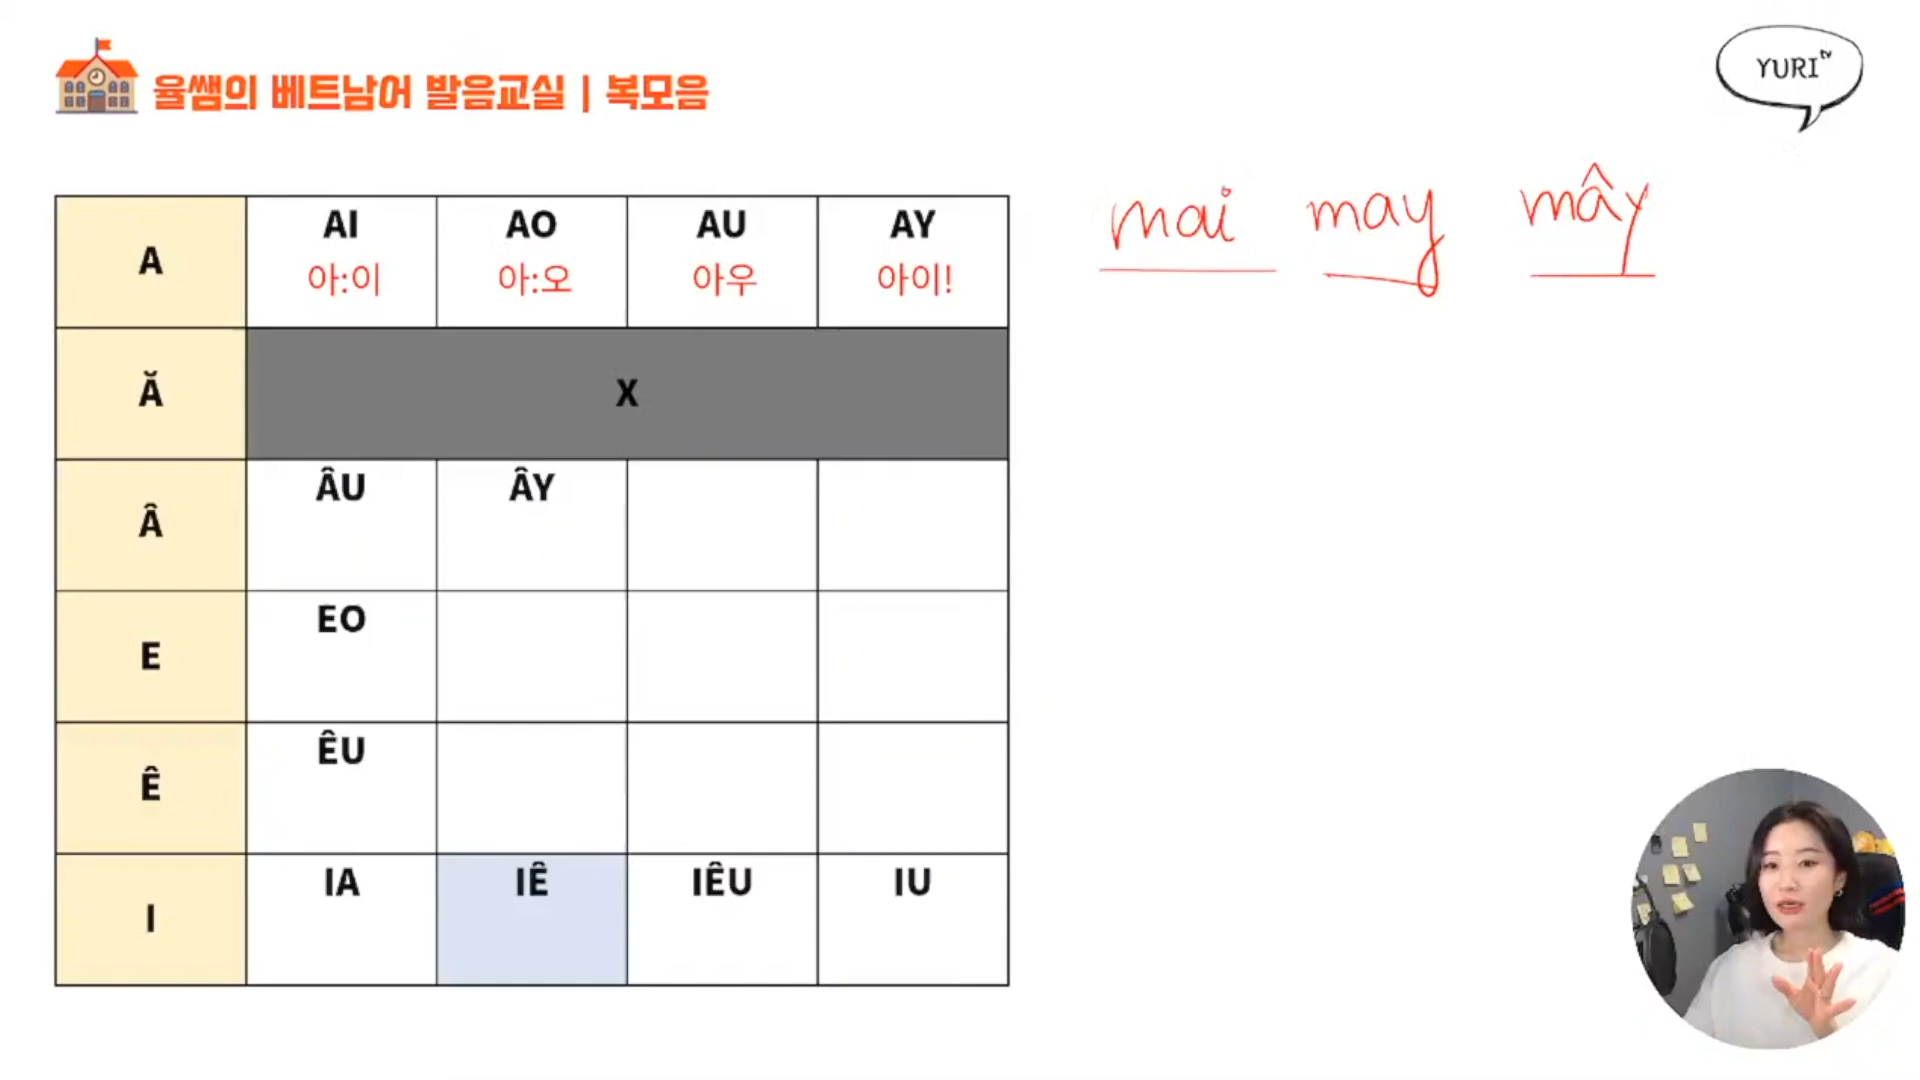 율쌤의 베트남어 발음교실 | 복모음
YURI tv
mai may mây
A AI AO AU AY
아:이 아:오 아우 아이!
Ă X
Â ÂU ÂY
E EO
Ê ÊU
I IA IÊ IÊU IU